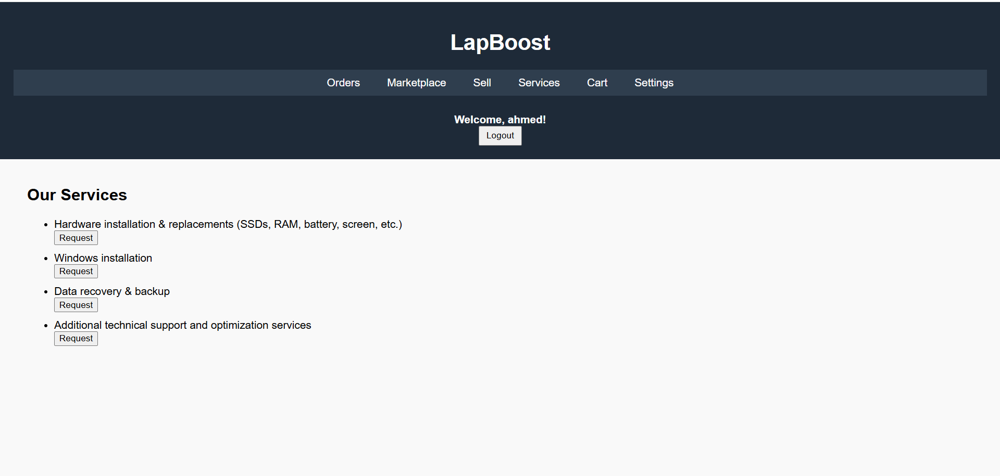 LapBoost
Orders Marketplace Sell Services Cart Settings
Welcome, ahmed!
Logout
Our Services
• Hardware installation & replacements (SSDs, RAM, battery, screen, etc.)
Request
• Windows installation
Request
• Data recovery & backup
Request
• Additional technical support and optimization services
Request